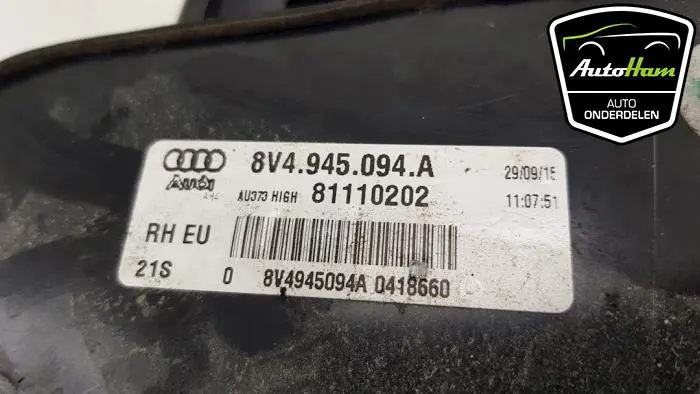 AutoHam
AUTO
ONDERDELEN
Audi
8V4.945.094.A
29/09/15
AU373 HIGH 81110202
11:07:51
RH EU
21S 0 8V4945094A 0418660